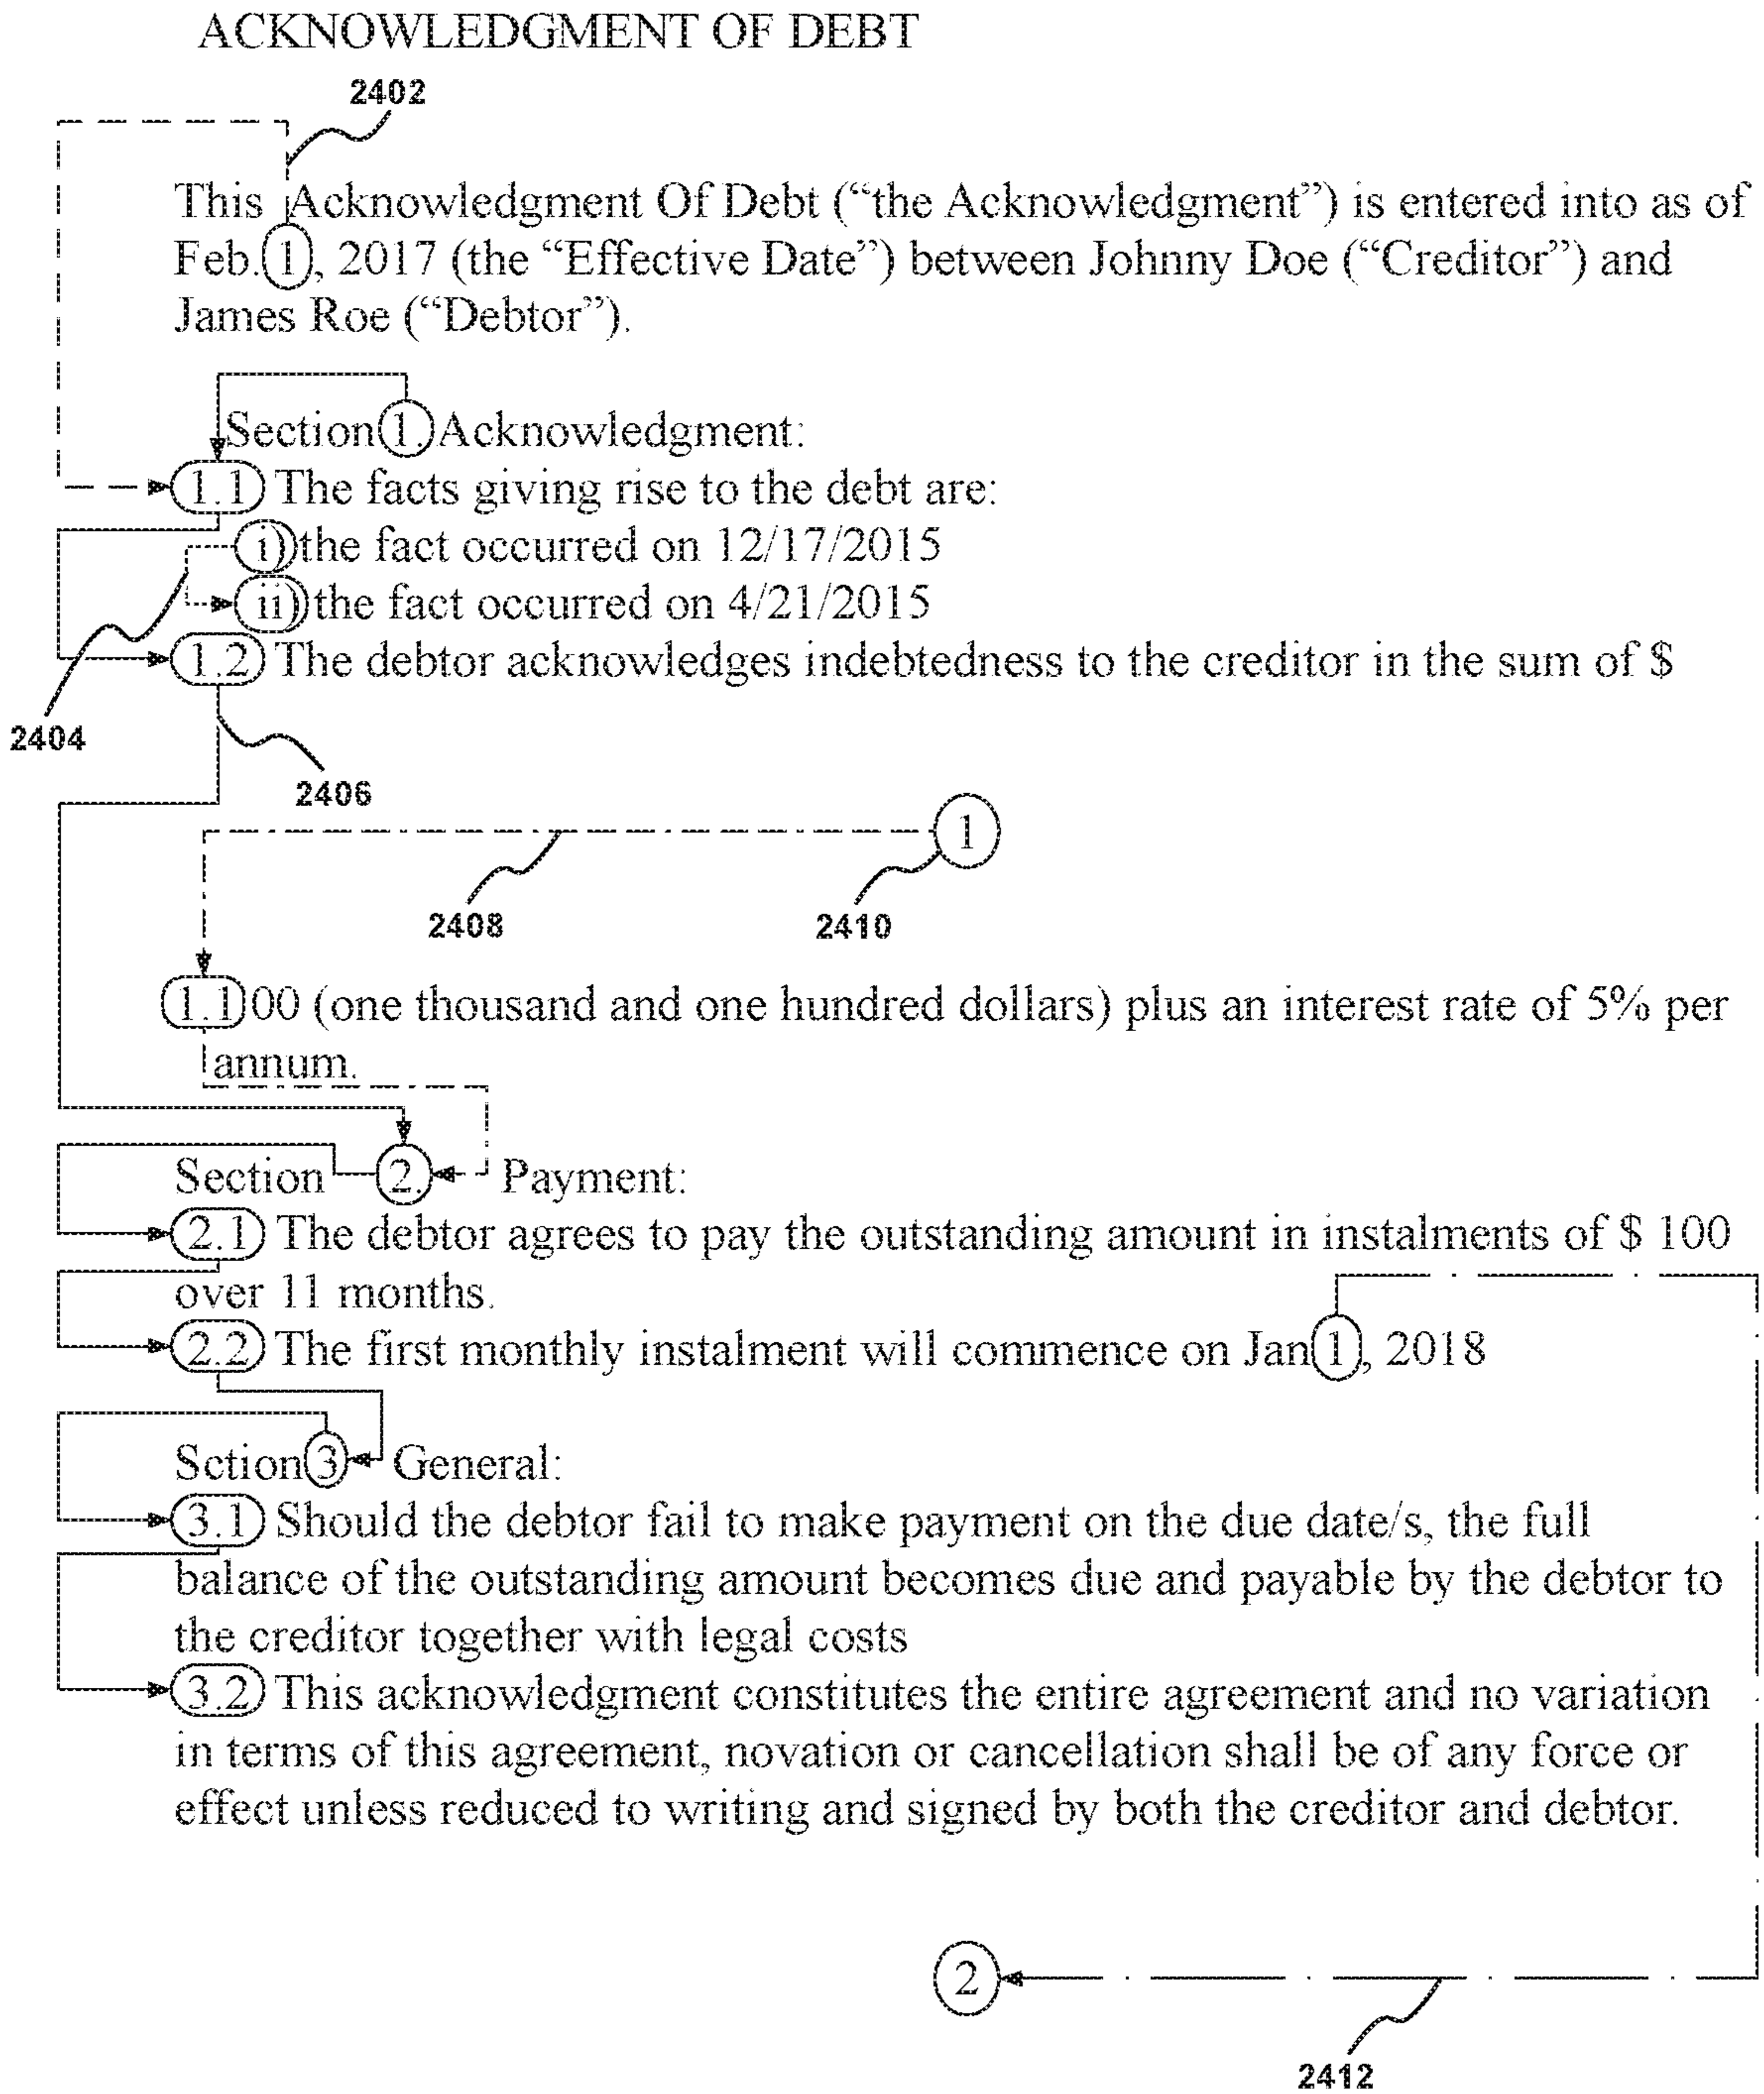 ACKNOWLEDGMENT OF DEBT
2402
This Acknowledgment Of Debt (“the Acknowledgment”) is entered into as of
Feb. 1, 2017 (the “Effective Date”) between Johnny Doe (“Creditor”) and
James Roe (“Debtor”).
Section 1. Acknowledgment:
1.1 The facts giving rise to the debt are:
i) the fact occurred on 12/17/2015
ii) the fact occurred on 4/21/2015
1.2 The debtor acknowledges indebtedness to the creditor in the sum of $
2404
2406
1
2408
2410
1.100 (one thousand and one hundred dollars) plus an interest rate of 5% per
annum.
Section 2. Payment:
2.1 The debtor agrees to pay the outstanding amount in instalments of $ 100
over 11 months.
2.2 The first monthly instalment will commence on Jan 1, 2018
Sction 3 General:
3.1 Should the debtor fail to make payment on the due date/s, the full
balance of the outstanding amount becomes due and payable by the debtor to
the creditor together with legal costs
3.2 This acknowledgment constitutes the entire agreement and no variation
in terms of this agreement, novation or cancellation shall be of any force or
effect unless reduced to writing and signed by both the creditor and debtor.
2
2412